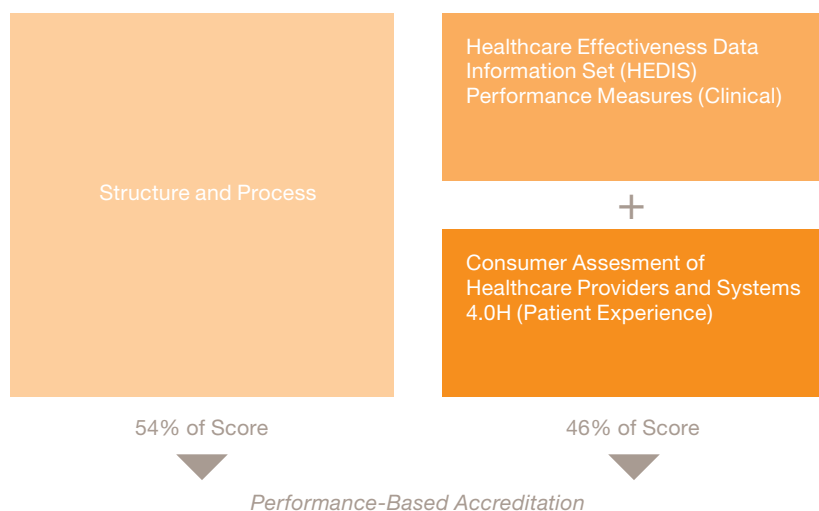 Structure and Process
Healthcare Effectiveness Data
Information Set (HEDIS)
Performance Measures (Clinical)
+
Consumer Assesment of
Healthcare Providers and Systems
4.0H (Patient Experience)
54% of Score
46% of Score
Performance-Based Accreditation